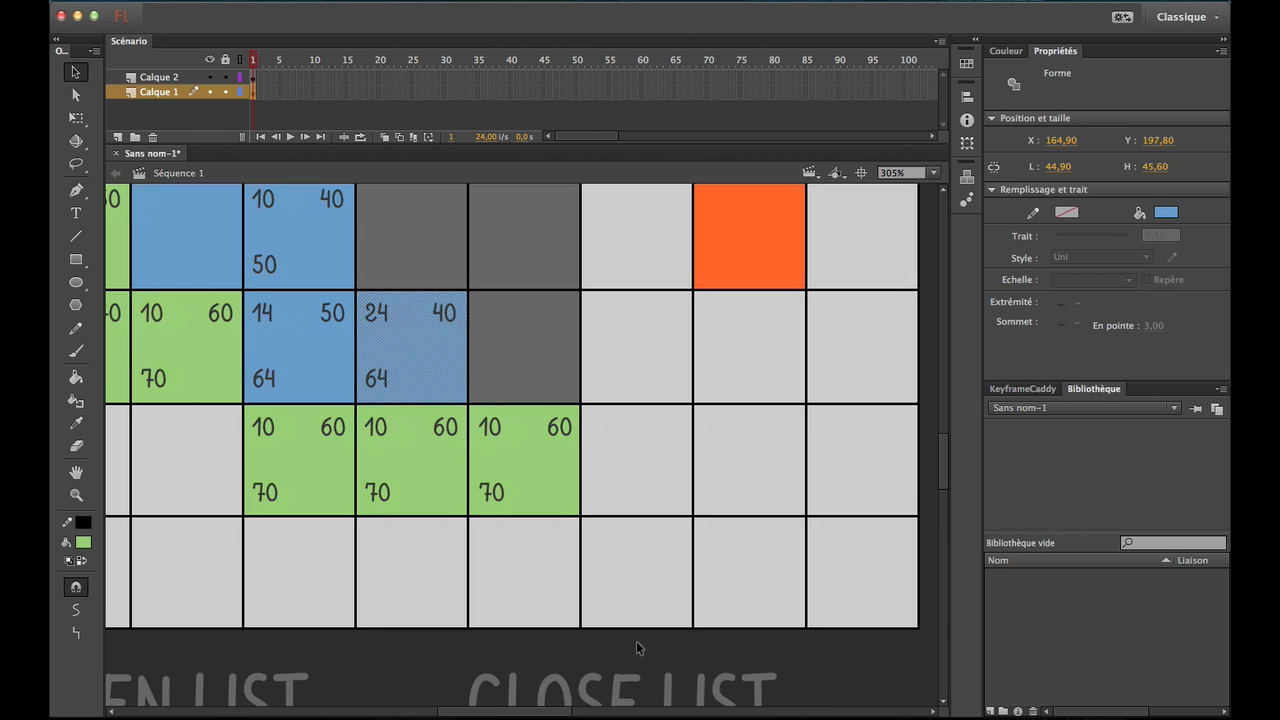 Fl
Classique
O...
Scénario
Couleur
Propriétés
1 5 10 15 20 25 30 35 40 45 50 55 60 65 70 75 80 85 90 95 100
Calque 2
Calque 1
Forme
Position et taille
X : 164,90 Y : 197,80
L : 44,90 H : 45,60
1 24,00 i/s 0,0 s
Sans nom-1*
Séquence 1
305%
Remplissage et trait
Trait : 0,10
Style : Uni
Echelle : Repère
Extrémité :
Sommet : En pointe : 3,00
10 40
50
10 60 14 50 24 40
70 64 64
10 60 10 60 10 60
70 70 70
KeyframeCaddy
Bibliothèque
Sans nom-1
Bibliothèque vide
Nom
Liaison
EN LIST
CLOSE LIST